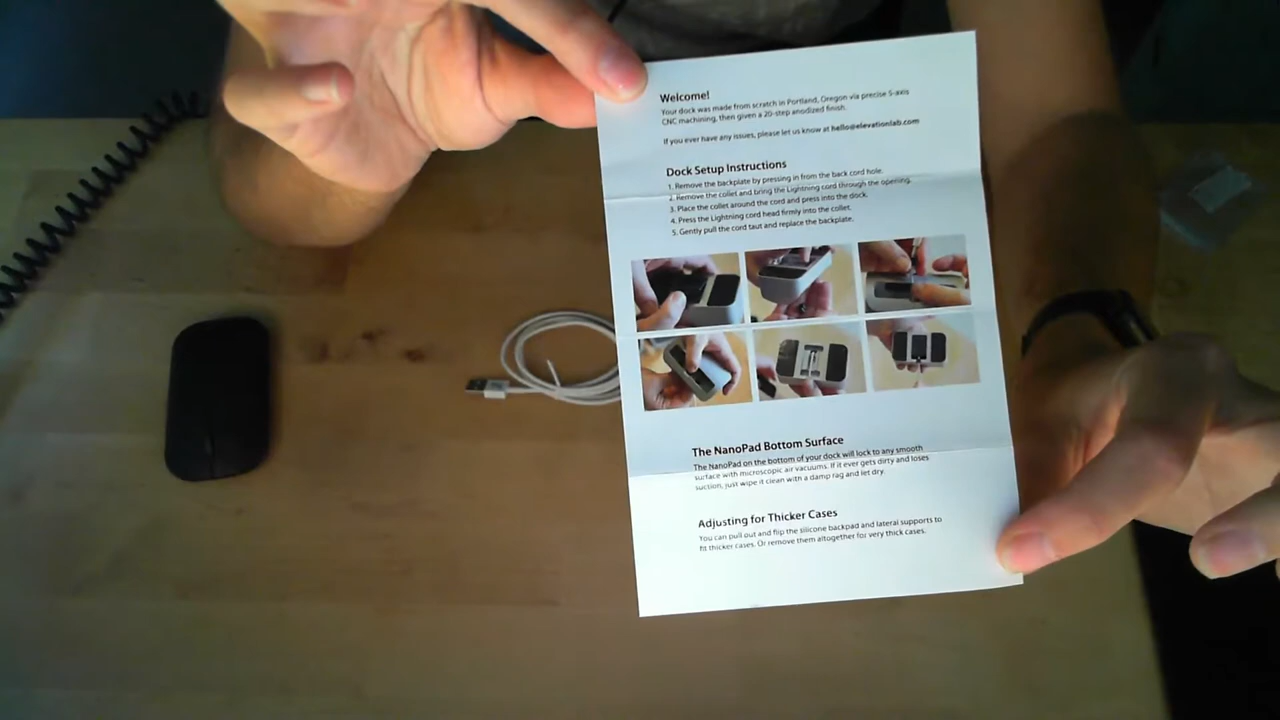 Welcome!
Your dock was made from scratch in Portland, Oregon via precise 5-axis
CNC machining, then given a 20-step anodized finish.
If you ever have any issues, please let us know at hello@elevationlab.com
Dock Setup Instructions
1. Remove the backplate by pressing in from the back cord hole.
2. Remove the collet and bring the Lightning cord through the opening.
3. Place the collet around the cord and press into the dock.
4. Press the Lightning cord head firmly into the collet.
5. Gently pull the cord taut and replace the backplate.
The NanoPad Bottom Surface
The NanoPad on the bottom of your dock will lock to any smooth
surface with microscopic air vacuums. If it ever gets dirty and loses
suction, just wipe it clean with a damp rag and let dry.
Adjusting for Thicker Cases
You can pull out and flip the silicone backpad and lateral supports to
fit thicker cases. Or remove them altogether for very thick cases.